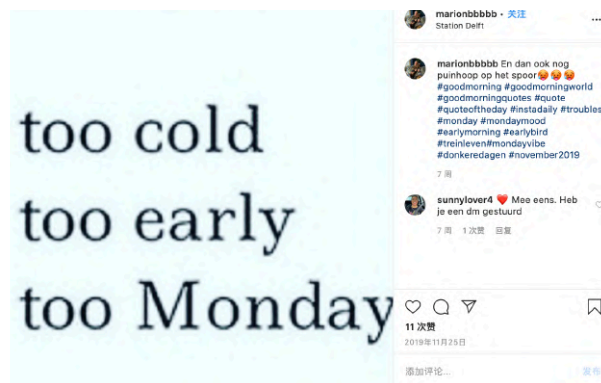 too cold
too early
too Monday
marionbbbbb • 关注
Station Delft
marionbbbbb En dan ook nog
puinhoop op het spoor😡😡😡
#goodmorning #goodmorningworld
#goodmorningquotes #quote
#quoteoftheday #instadaily #troubles
#monday #mondaymood
#earlymorning #earlybird
#treinleven#mondayvibe
#donkeredagen #november2019
7 周
sunnylover4 ❤️ Mee eens. Heb
je een dm gestuurd
7 周 1次赞 回复
11 次赞
2019年11月25日
添加评论...
发布